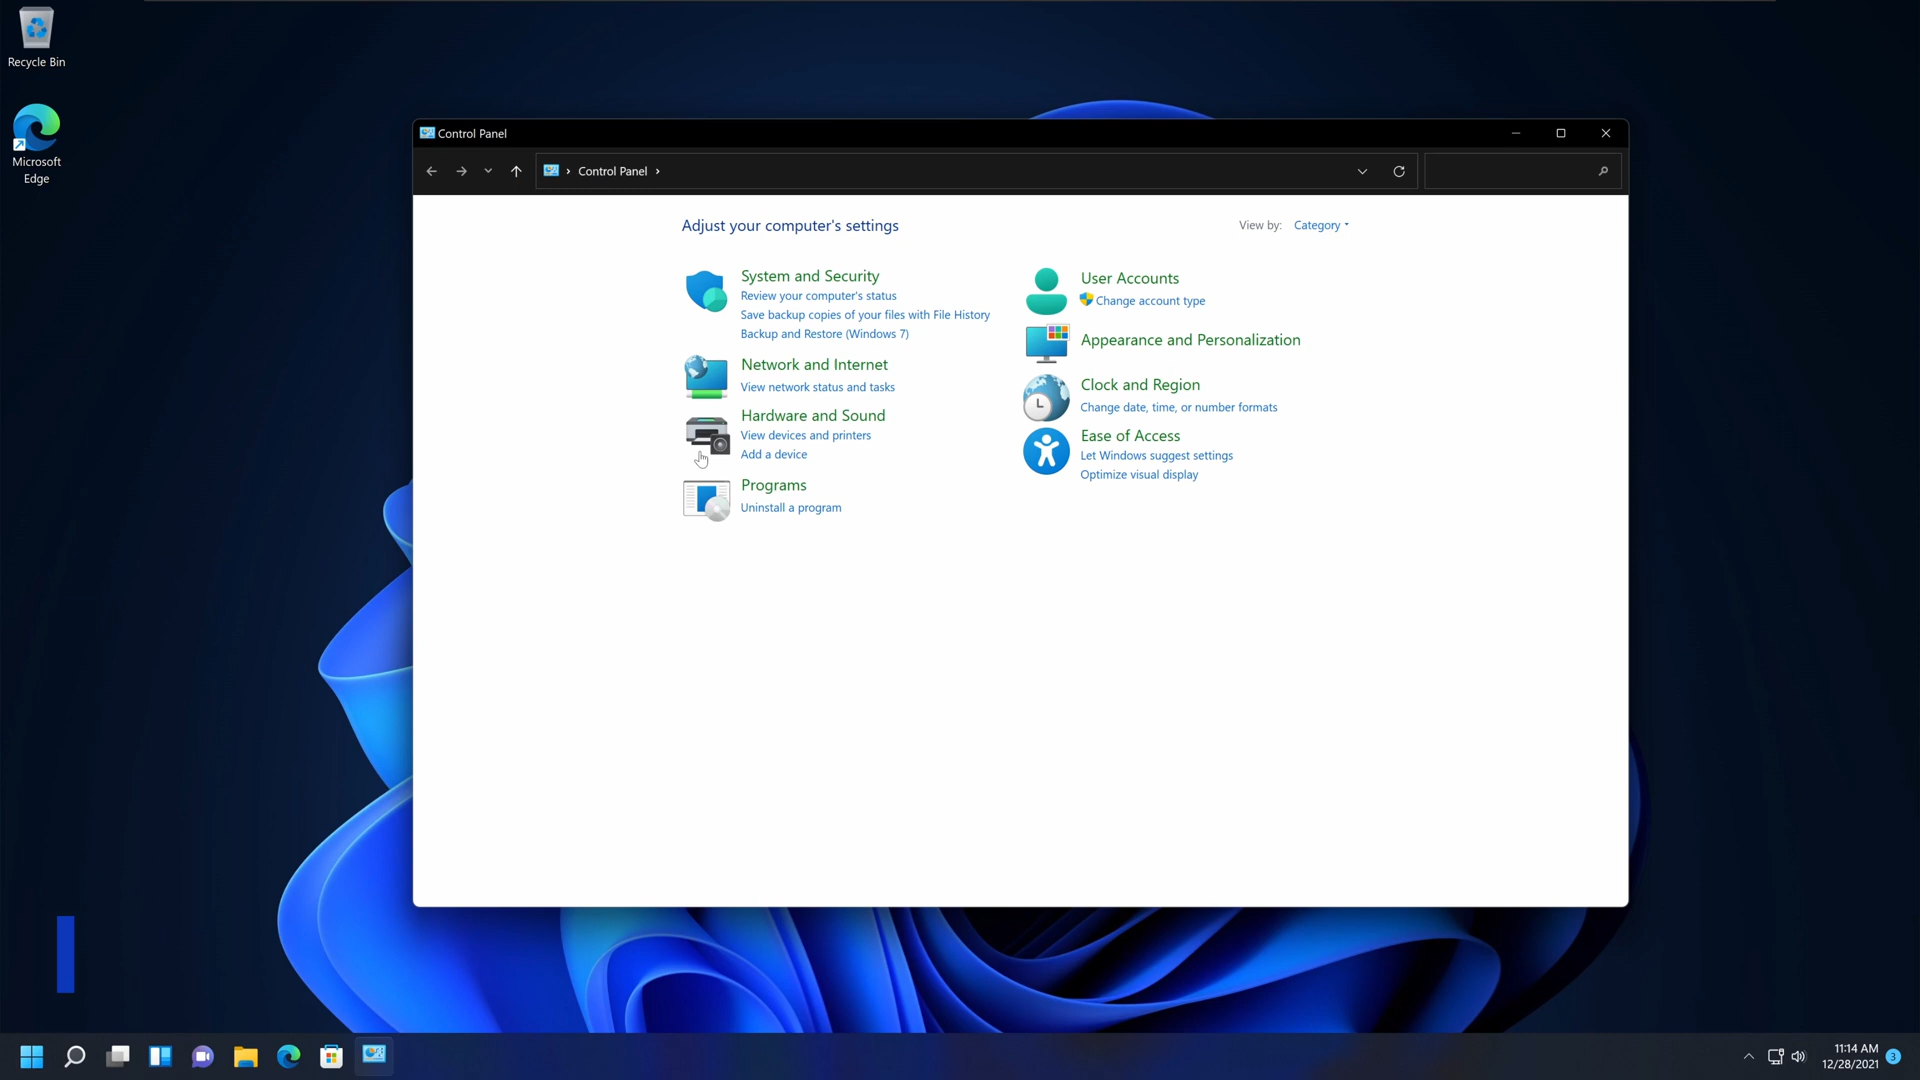 Recycle Bin
Microsoft
Edge
Control Panel
Control Panel
Adjust your computer's settings
View by: Category
System and Security
Review your computer's status
Save backup copies of your files with File History
Backup and Restore (Windows 7)
Network and Internet
View network status and tasks
Hardware and Sound
View devices and printers
Add a device
Programs
Uninstall a program
User Accounts
Change account type
Appearance and Personalization
Clock and Region
Change date, time, or number formats
Ease of Access
Let Windows suggest settings
Optimize visual display
11:14 AM
12/28/2021
3